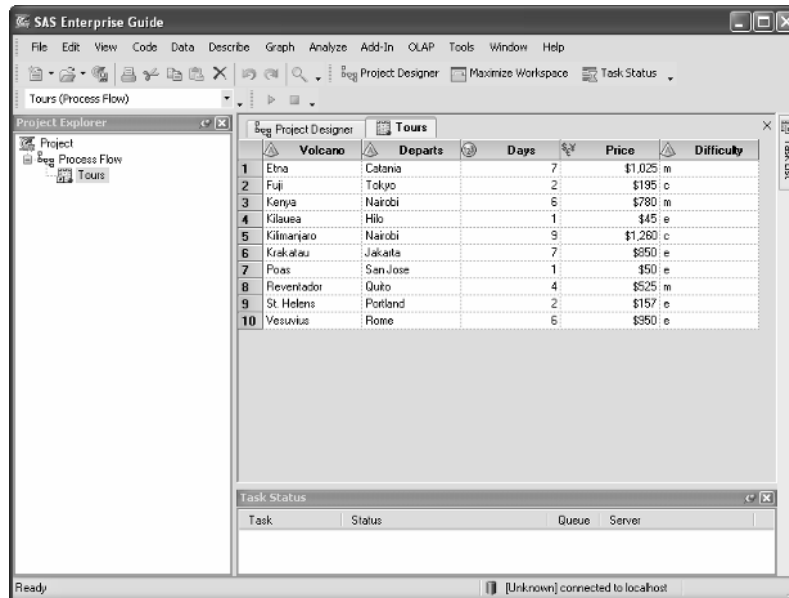 SAS Enterprise Guide
File Edit View Code Data Describe Graph Analyze Add-In OLAP Tools Window Help
Project Designer Maximize Workspace Task Status
Tours (Process Flow)
Project Explorer
Project
Process Flow
Tours
Project Designer Tours
Volcano Departs Days Price Difficulty
1 Etna Catania 7 $1,025 m
2 Fuji Tokyo 2 $195 c
3 Kenya Nairobi 6 $780 m
4 Kilauea Hilo 1 $45 e
5 Kilimanjaro Nairobi 9 $1,260 c
6 Krakatau Jakarta 7 $850 e
7 Poas San Jose 1 $50 e
8 Reventador Quito 4 $525 m
9 St. Helens Portland 2 $157 e
10 Vesuvius Rome 6 $950 e
Task List
Task Status
Task Status Queue Server
Ready [Unknown] connected to localhost